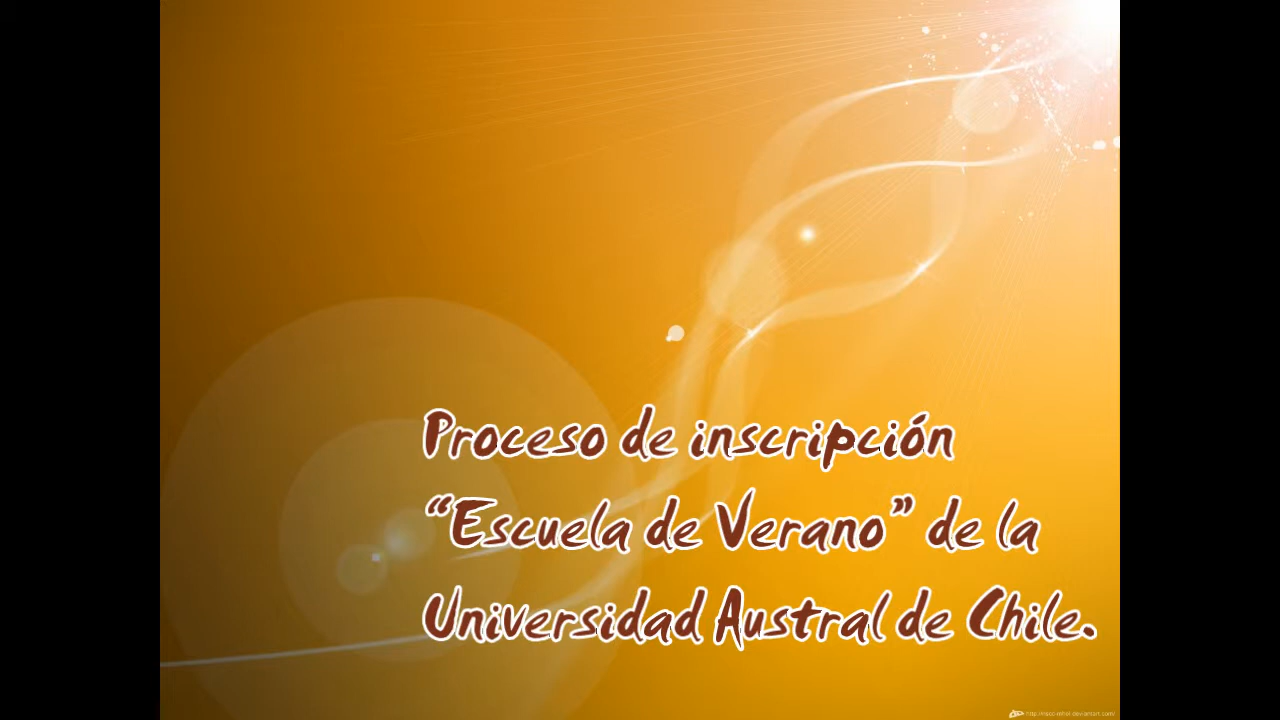 Proceso de inscripción
“Escuela de Verano” de la
Universidad Austral de Chile.